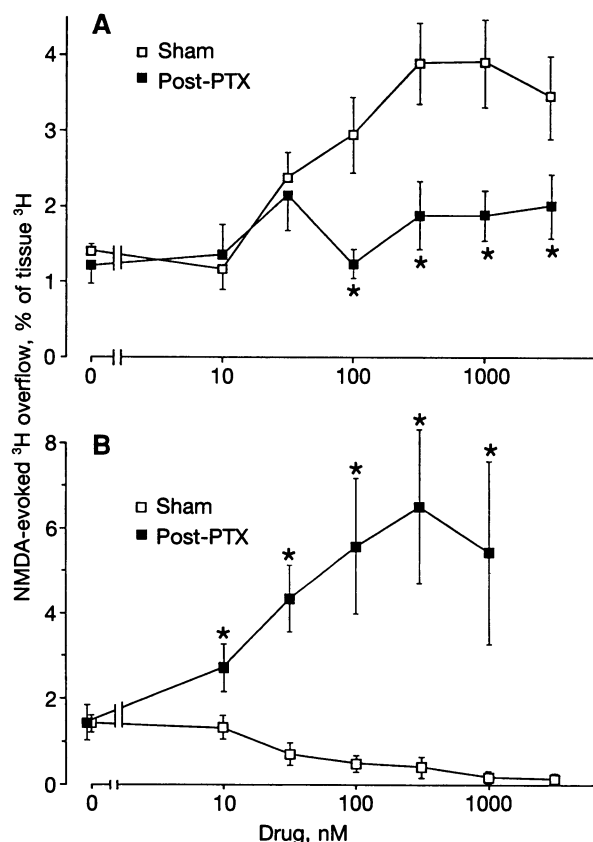 A
Sham
Post-PTX
4
3
2
1
0
0 10 100 1000
* * * *
NMDA-evoked ³H overflow, % of tissue ³H
B
Sham
Post-PTX
8
6
4
2
0
* * * * *
0 10 100 1000
Drug, nM